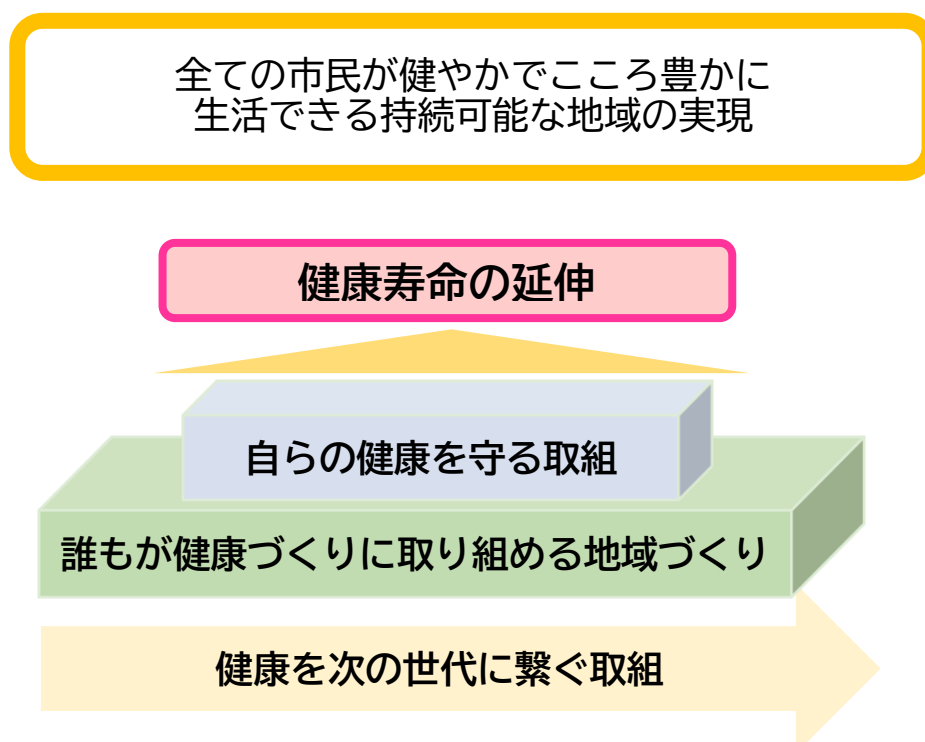 全ての市民が健やかでこころ豊かに
生活できる持続可能な地域の実現
健康寿命の延伸
自らの健康を守る取組
誰もが健康づくりに取り組める地域づくり
健康を次の世代に繋ぐ取組